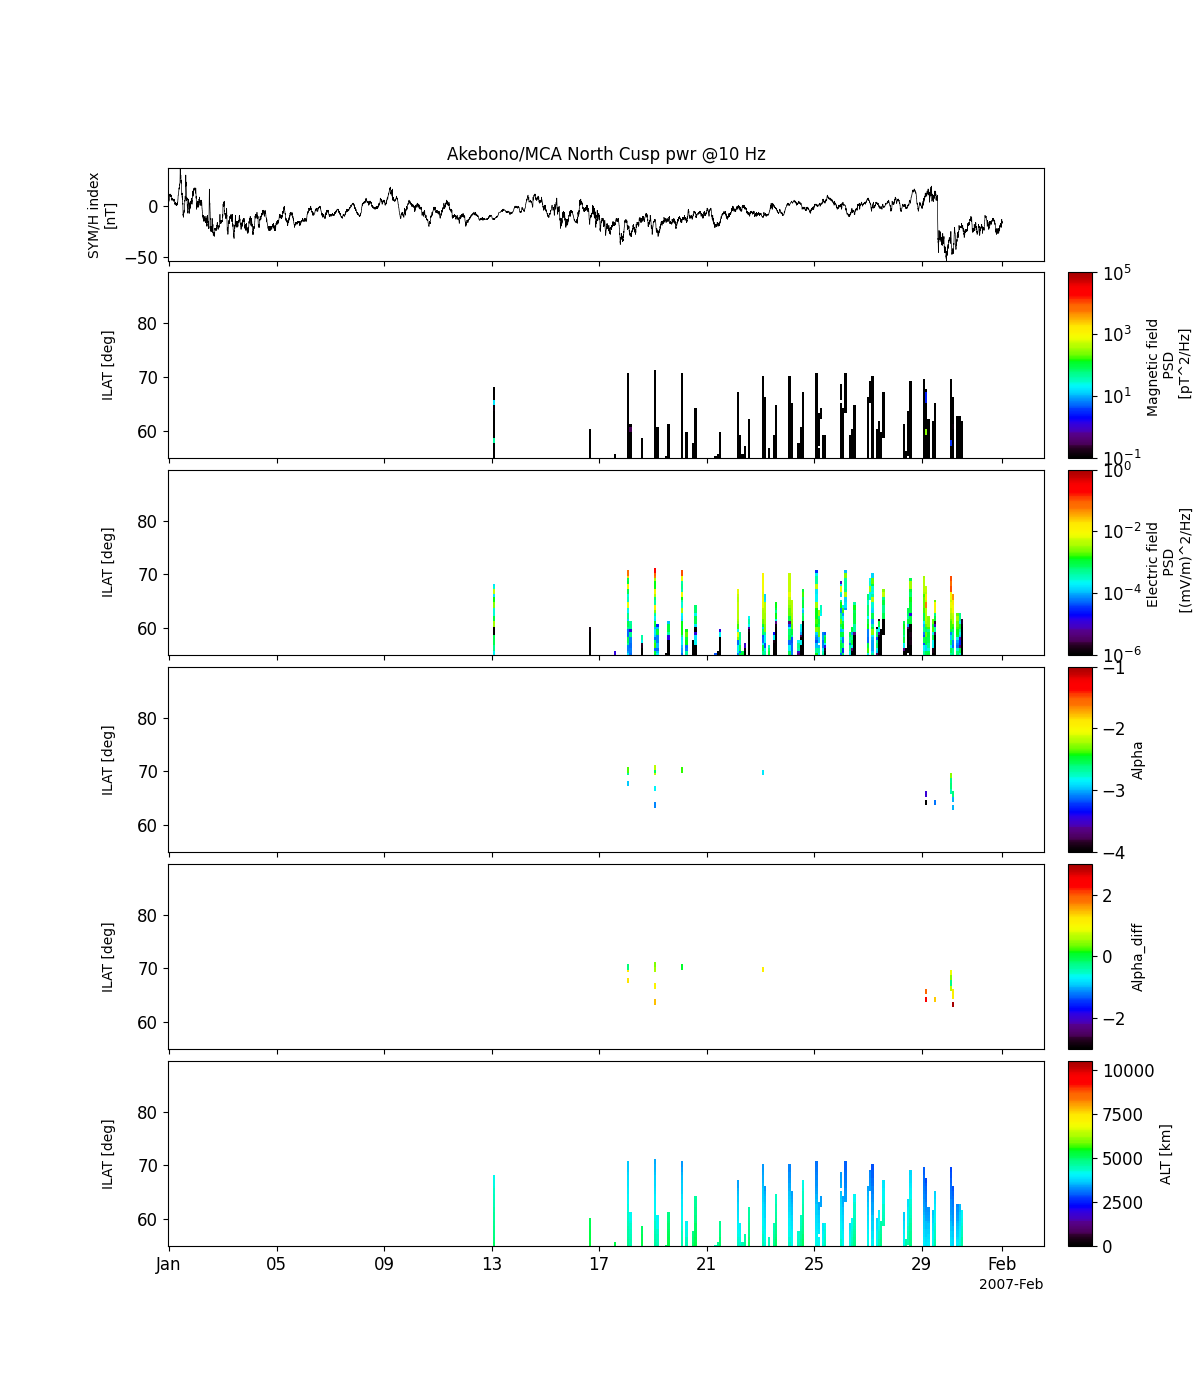 Akebono/MCA North Cusp pwr @10 Hz
SYM/H index
[nT]
0
−50
ILAT [deg]
80
70
60
10^5
10^3
10^1
10^−1
Magnetic field
PSD
[pT^2/Hz]
ILAT [deg]
80
70
60
10^0
10^−2
10^−4
10^−6
Electric field
PSD
[(mV/m)^2/Hz]
ILAT [deg]
80
70
60
−1
−2
−3
−4
Alpha
ILAT [deg]
80
70
60
2
0
−2
Alpha_diff
ILAT [deg]
80
70
60
10000
7500
5000
2500
0
ALT [km]
Jan 05 09 13 17 21 25 29 Feb
2007-Feb